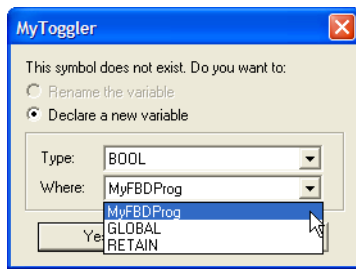 MyToggler
This symbol does not exist. Do you want to:
Rename the variable
Declare a new variable
Type: BOOL
Where: MyFBDProg
MyFBDProg
GLOBAL
RETAIN